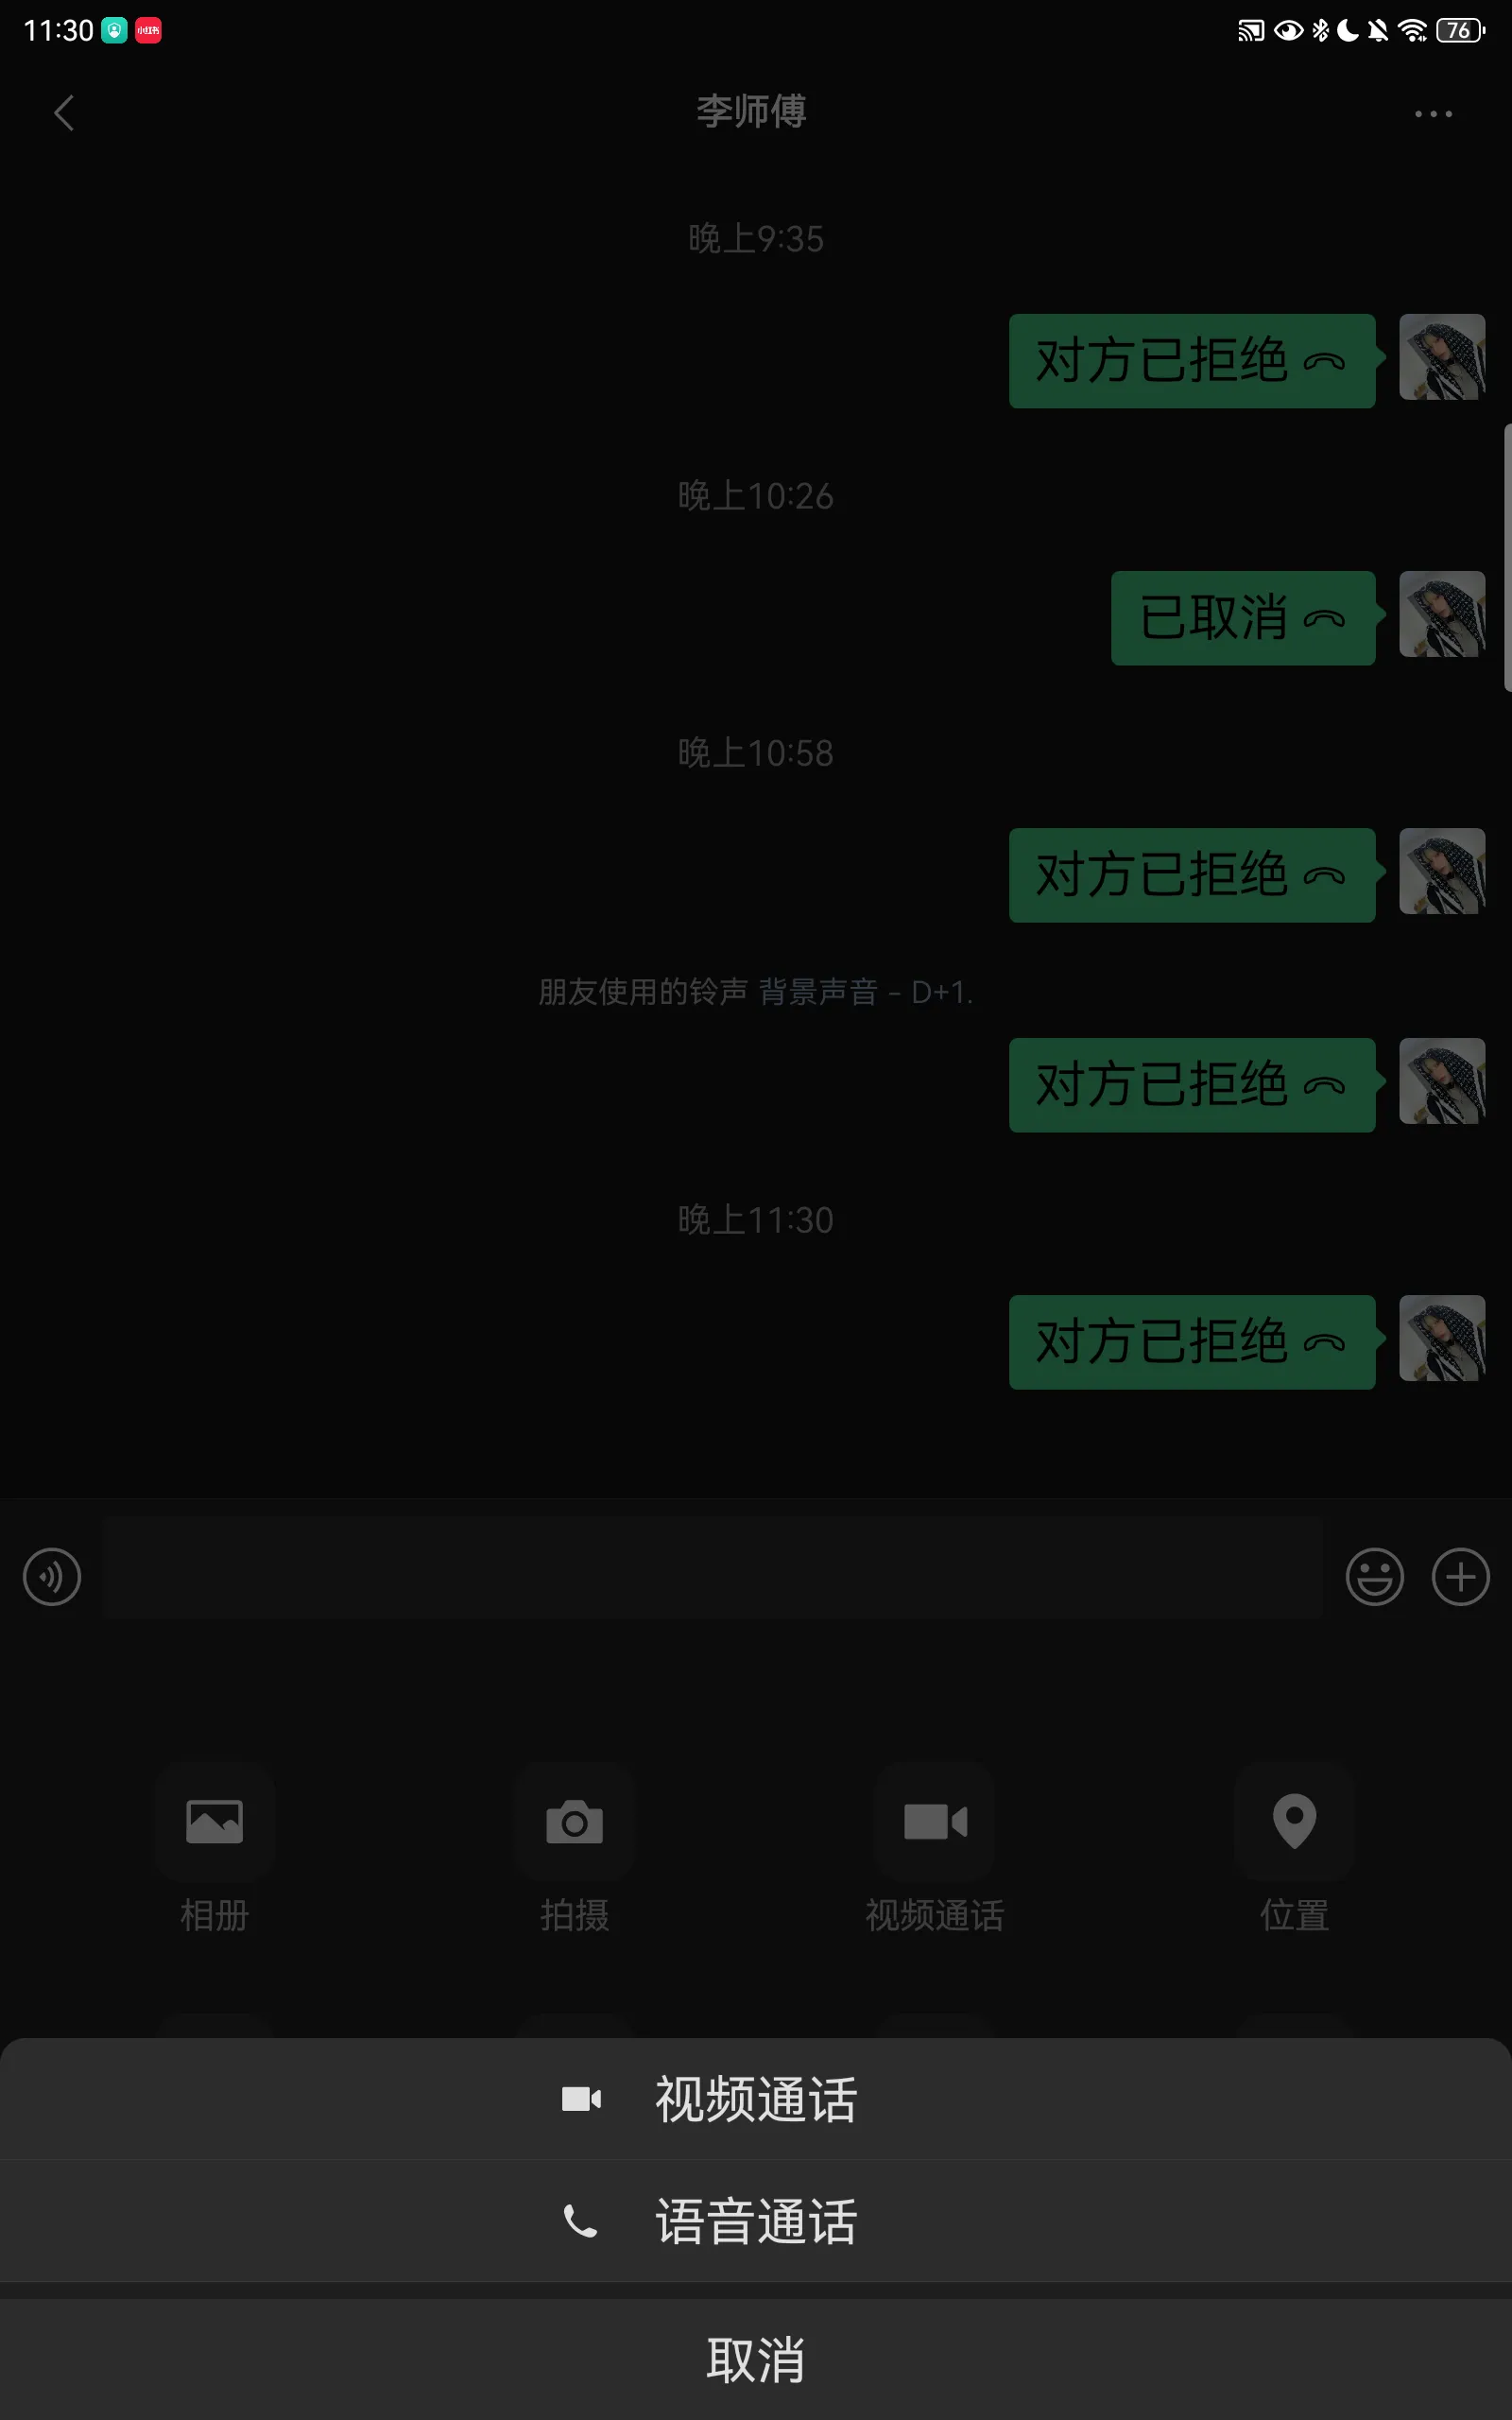 11:30 小红书 76
李师傅
晚上9:35
对方已拒绝
晚上10:26
已取消
晚上10:58
对方已拒绝
朋友使用的铃声 背景声音 - D+1.
对方已拒绝
晚上11:30
对方已拒绝
相册 拍摄 视频通话 位置
视频通话
语音通话
取消